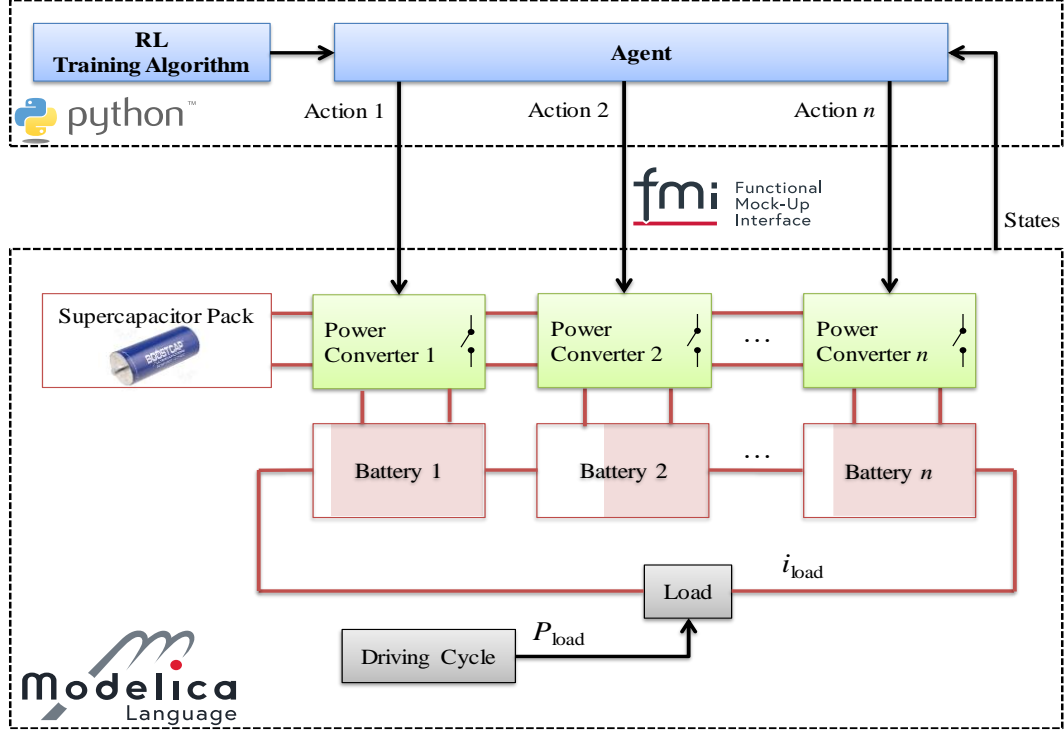 RL
Training Algorithm
Agent
python™
Action 1
Action 2
Action n
fmi
Functional
Mock-Up
Interface
States
Supercapacitor Pack
BOOSTCAP
Power
Converter 1
Power
Converter 2
...
Power
Converter n
Battery 1
Battery 2
...
Battery n
i_load
Load
P_load
Driving Cycle
Modelica
Language